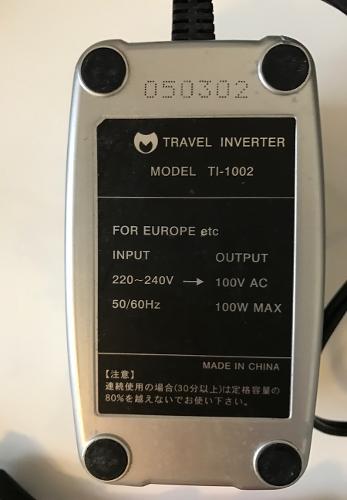 050302
TRAVEL INVERTER
MODEL TI-1002
FOR EUROPE etc
INPUT OUTPUT
220~240V → 100V AC
50/60Hz 100W MAX
MADE IN CHINA
【注意】
連続使用の場合(30分以上)は定格容量の
80%を越えないでお使い下さい。